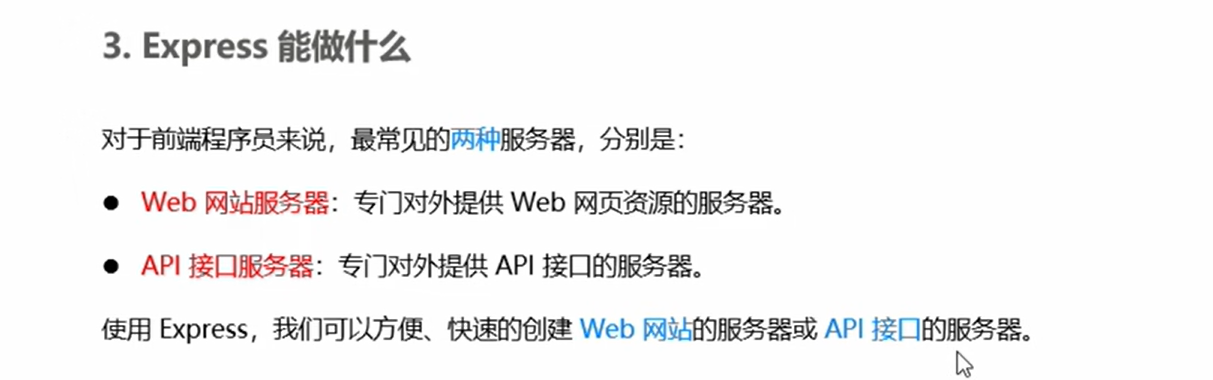 3. Express 能做什么
对于前端程序员来说，最常见的两种服务器，分别是：
● Web 网站服务器：专门对外提供 Web 网页资源的服务器。
● API 接口服务器：专门对外提供 API 接口的服务器。
使用 Express，我们可以方便、快速的创建 Web 网站的服务器或 API 接口的服务器。